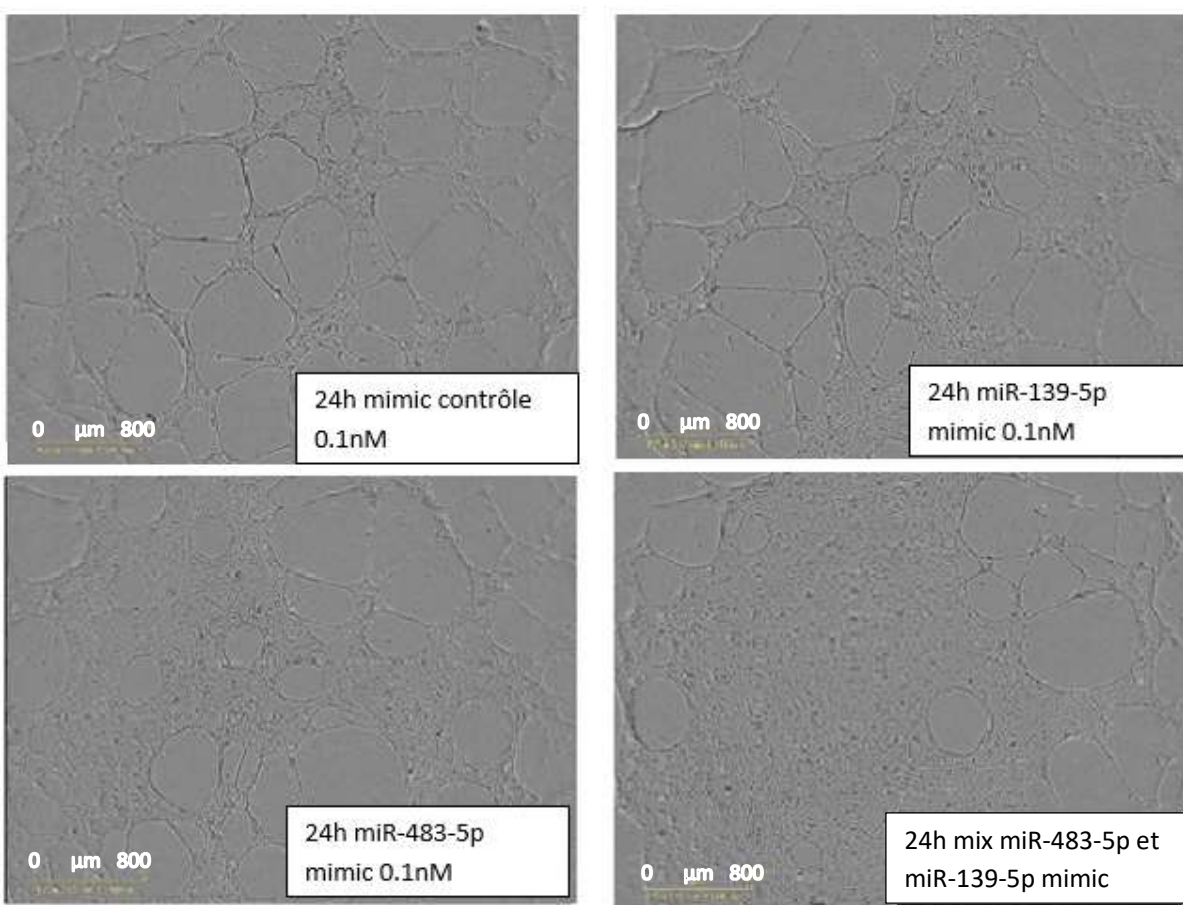 24h mimic contrôle
0.1nM
0 µm 800
24h miR-139-5p
mimic 0.1nM
0 µm 800
24h miR-483-5p
mimic 0.1nM
0 µm 800
24h mix miR-483-5p et
miR-139-5p mimic
0 µm 800